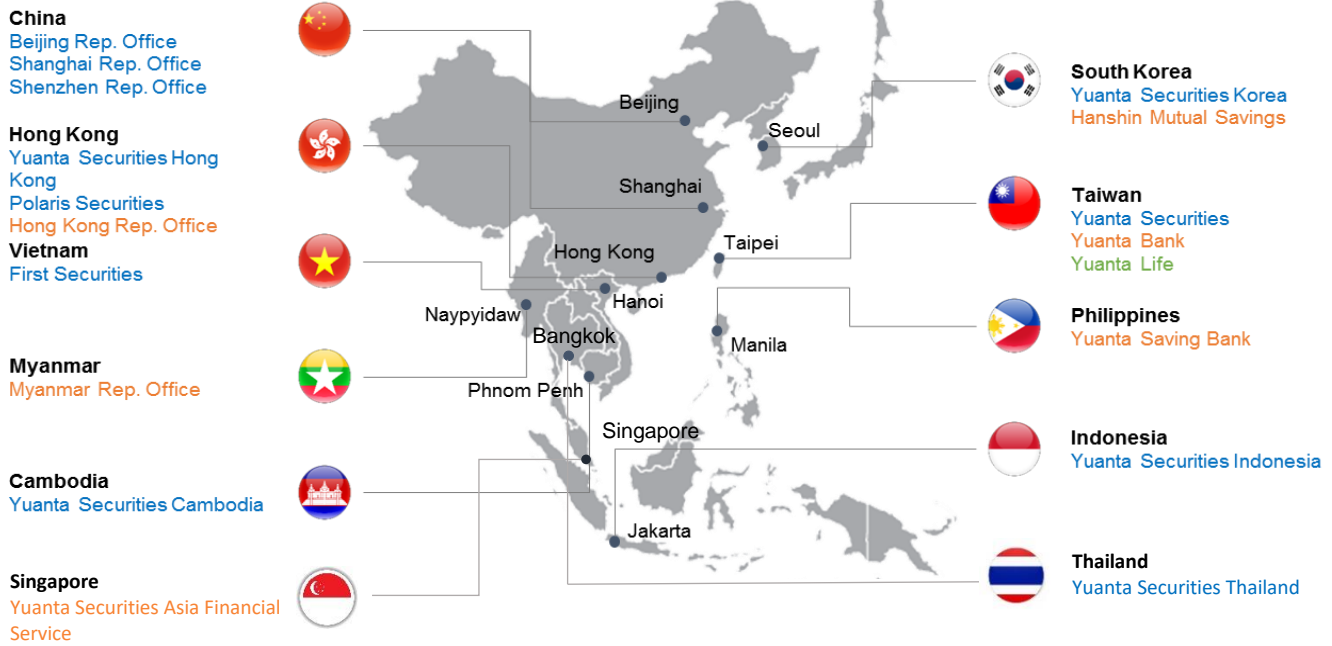 China
Beijing Rep. Office
Shanghai Rep. Office
Shenzhen Rep. Office
Hong Kong
Yuanta Securities Hong
Kong
Polaris Securities
Hong Kong Rep. Office
Vietnam
First Securities
Myanmar
Myanmar Rep. Office
Cambodia
Yuanta Securities Cambodia
Singapore
Yuanta Securities Asia Financial
Service
Beijing
Seoul
Shanghai
Taipei
Hong Kong
Hanoi
Naypyidaw
Bangkok
Manila
Phnom Penh
Singapore
Jakarta
South Korea
Yuanta Securities Korea
Hanshin Mutual Savings
Taiwan
Yuanta Securities
Yuanta Bank
Yuanta Life
Philippines
Yuanta Saving Bank
Indonesia
Yuanta Securities Indonesia
Thailand
Yuanta Securities Thailand